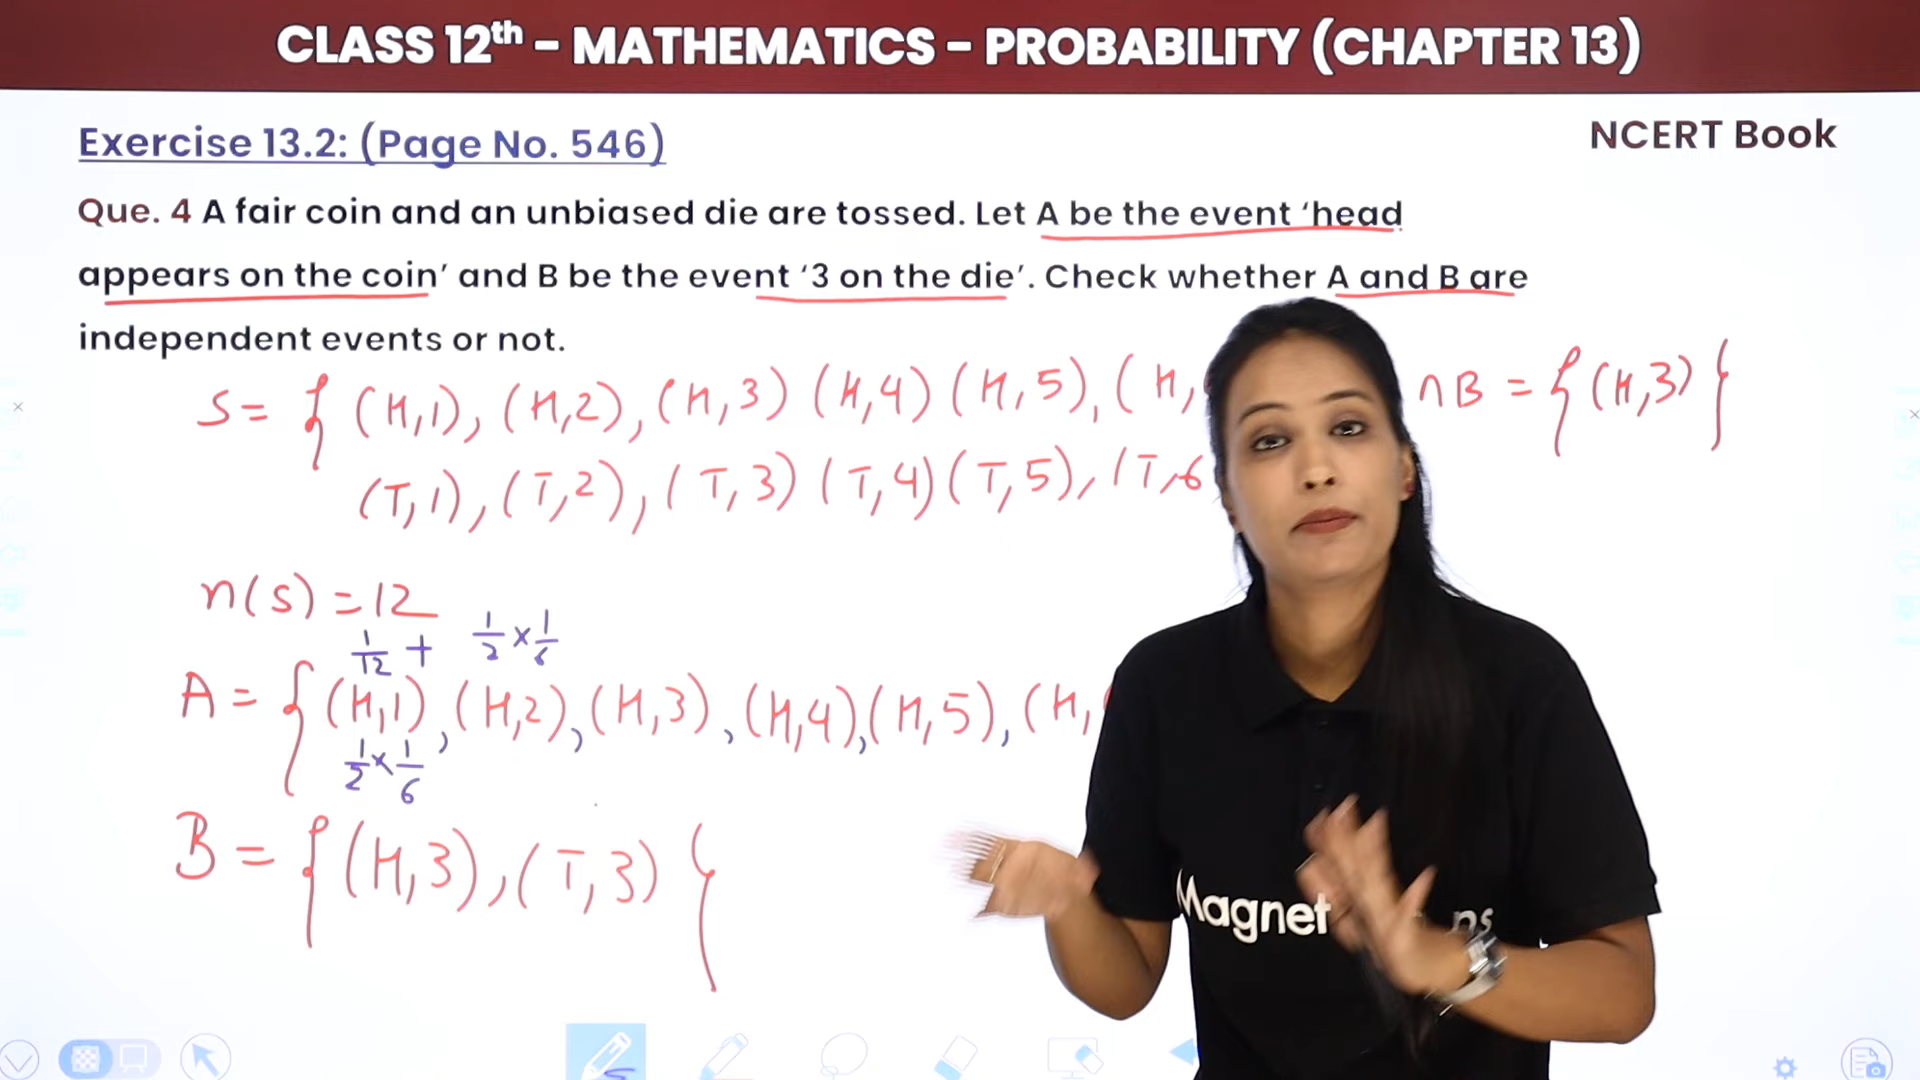 CLASS 12th - MATHEMATICS - PROBABILITY (CHAPTER 13)
Exercise 13.2: (Page No. 546)
NCERT Book
Que. 4 A fair coin and an unbiased die are tossed. Let A be the event ‘head
appears on the coin’ and B be the event ‘3 on the die’. Check whether A and B are
independent events or not.
S = { (H,1), (H,2), (H,3) (H,4) (H,5), (H,
∩ B = { (H,3) }
(T,1), (T,2), (T,3) (T,4) (T,5), (T,6
n(S) = 12
1/12 + 1/2 × 1/6
A = { (H,1), (H,2), (H,3), (H,4), (H,5), (H,
1/2 × 1/6
B = { (H,3), (T,3) }
Magnet ns